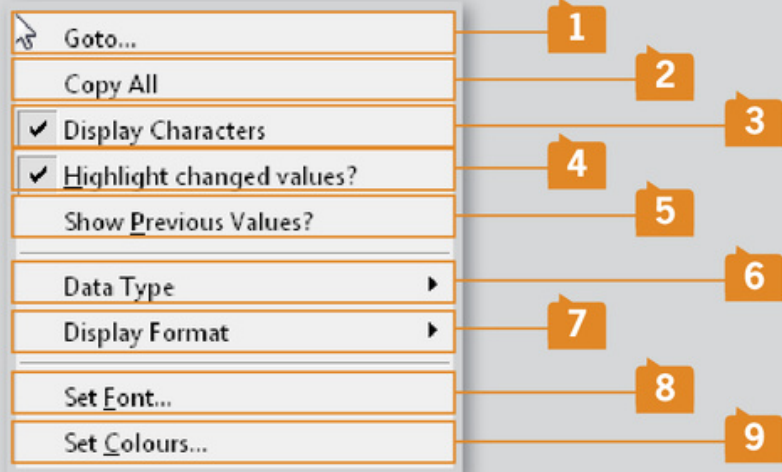 Goto... 1
Copy All 2
Display Characters 3
Highlight changed values? 4
Show Previous Values? 5
Data Type 6
Display Format 7
Set Font... 8
Set Colours... 9